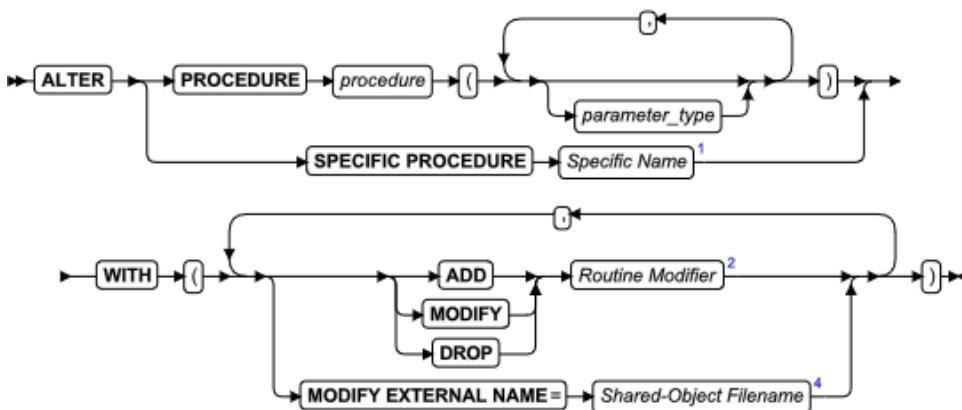 ,
ALTER PROCEDURE procedure ( )
parameter_type
SPECIFIC PROCEDURE Specific Name 1
,
WITH ( ADD Routine Modifier 2 )
MODIFY
DROP
MODIFY EXTERNAL NAME= Shared-Object Filename 4